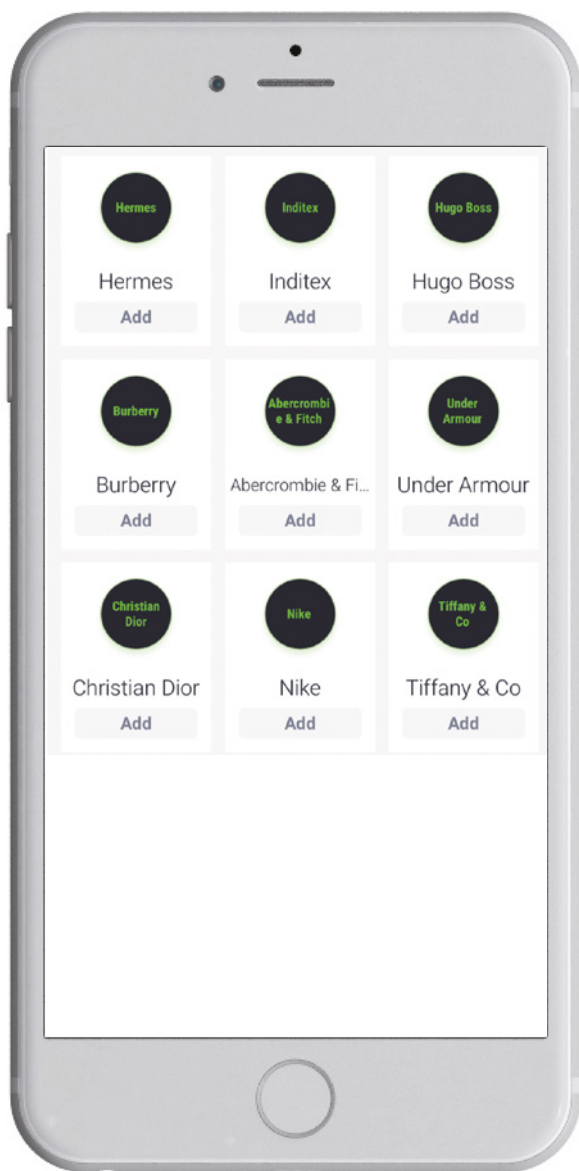 Hermes
Inditex
Hugo Boss
Hermes
Inditex
Hugo Boss
Add
Add
Add
Burberry
Abercrombi
e & Fitch
Under
Armour
Burberry
Abercrombie & Fi...
Under Armour
Add
Add
Add
Christian
Dior
Nike
Tiffany &
Co
Christian Dior
Nike
Tiffany & Co
Add
Add
Add